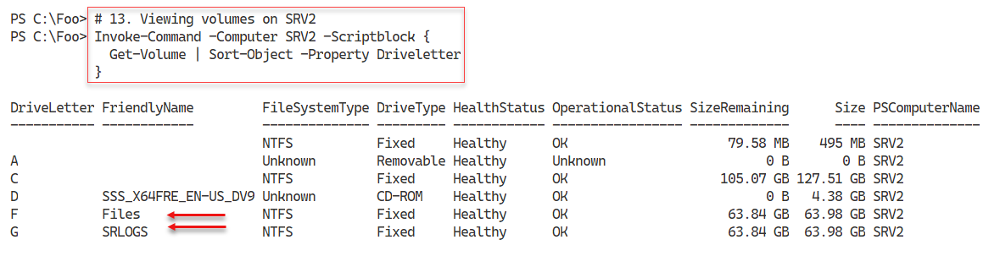 PS C:\Foo> # 13. Viewing volumes on SRV2
PS C:\Foo> Invoke-Command -Computer SRV2 -Scriptblock {
  Get-Volume | Sort-Object -Property Driveletter
}
DriveLetter FriendlyName         FileSystemType DriveType HealthStatus OperationalStatus SizeRemaining      Size PSComputerName
----------- ------------         -------------- --------- ------------ ----------------- -------------      ---- --------------
                                 NTFS           Fixed     Healthy      OK                     79.58 MB    495 MB SRV2
A                                Unknown        Removable Healthy      Unknown                     0 B       0 B SRV2
C                                NTFS           Fixed     Healthy      OK                    105.07 GB 127.51 GB SRV2
D           SSS_X64FRE_EN-US_DV9 Unknown        CD-ROM    Healthy      OK                          0 B   4.38 GB SRV2
F           Files                NTFS           Fixed     Healthy      OK                     63.84 GB  63.98 GB SRV2
G           SRLOGS               NTFS           Fixed     Healthy      OK                     63.84 GB  63.98 GB SRV2